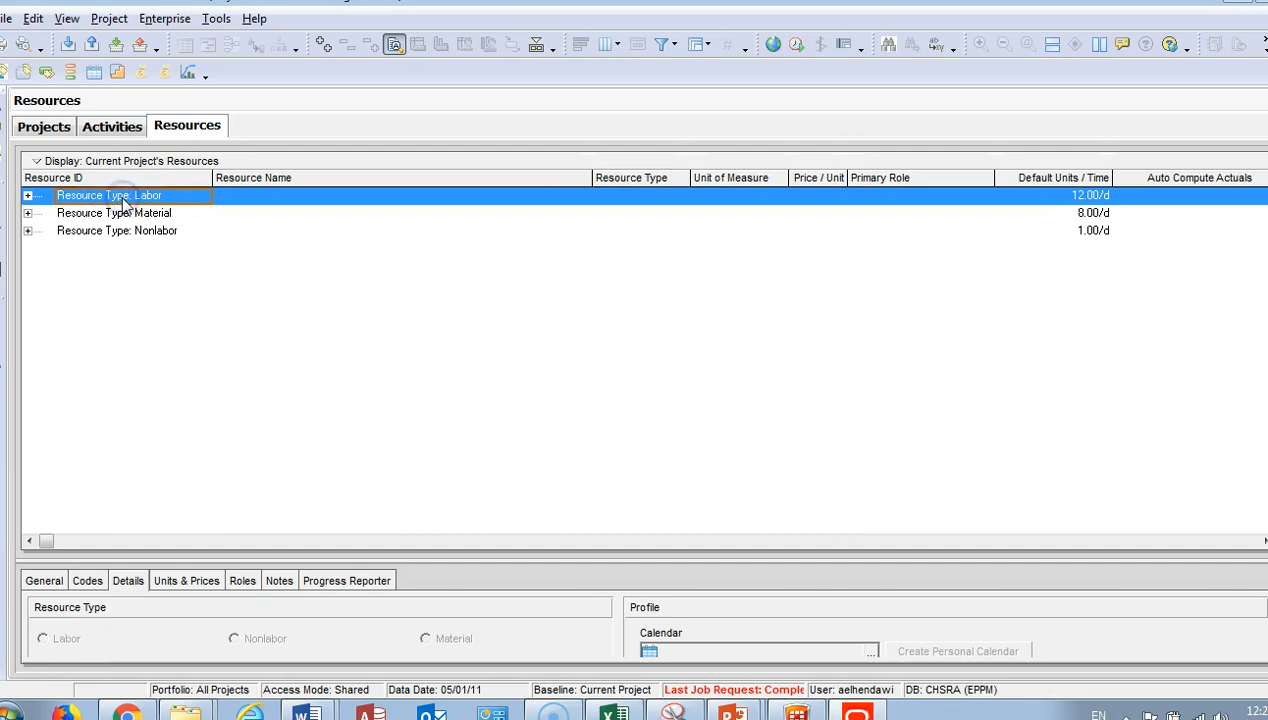 Edit View Project Enterprise Tools Help
Resources
Projects Activities Resources
Display: Current Project's Resources
Resource ID Resource Name Resource Type Unit of Measure Price / Unit Primary Role Default Units / Time Auto Compute Actuals
Resource Type: Labor 12.00/d
Resource Type: Material 8.00/d
Resource Type: Nonlabor 1.00/d
General Codes Details Units & Prices Roles Notes Progress Reporter
Resource Type Profile
Labor Nonlabor Material
Calendar
... Create Personal Calendar
Portfolio: All Projects Access Mode: Shared Data Date: 05/01/11 Baseline: Current Project Last Job Request: Comple User: aelhendawi DB: CHSRA (EPPM)
EN